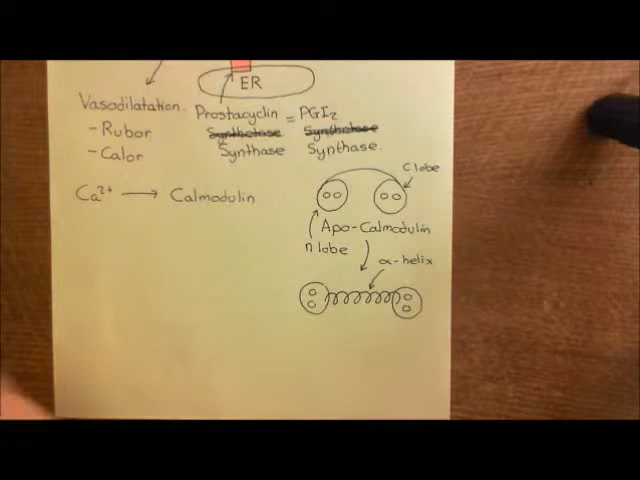 ER
Vasodilatation. Prostacyclin = PGI₂
- Rubor Synthetase Synthetase
- Calor Synthase Synthase.
C lobe
Ca²⁺ → Calmodulin
Apo-Calmodulin
n lobe
α-helix